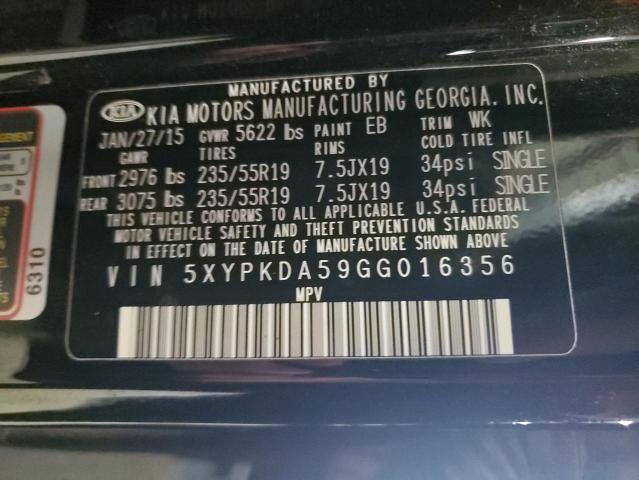 MANUFACTURED BY
KIA KIA MOTORS MANUFACTURING GEORGIA. INC.
JAN/27/15 GVWR 5622 lbs PAINT EB TRIM WK
GAWR TIRES RIMS COLD TIRE INFL
FRONT 2976 lbs 235/55R19 7.5JX19 34psi SINGLE
REAR 3075 lbs 235/55R19 7.5JX19 34psi SINGLE
THIS VEHICLE CONFORMS TO ALL APPLICABLE U.S.A. FEDERAL
MOTOR VEHICLE SAFETY AND THEFT PREVENTION STANDARDS
IN EFFECT ON THE DATE OF MANUFACTURE SHOWN ABOVE
VIN 5XYPKDA59GG016356
MPV
6310